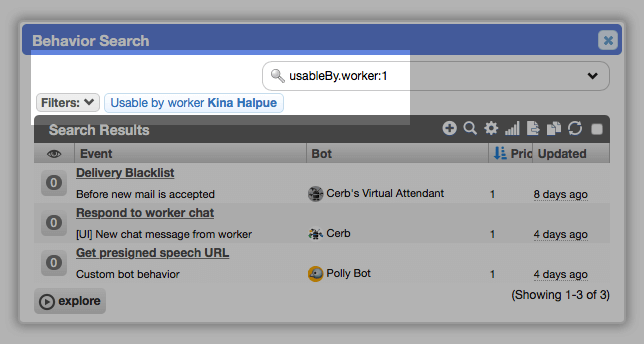 Behavior Search
usableBy.worker:1
Filters: Usable by worker Kina Halpue
Search Results
Event Bot Updated
Delivery Blacklist
Before new mail is accepted Cerb's Virtual Attendant 1 8 days ago
0
Respond to worker chat
[UI] New chat message from worker Cerb 1 4 days ago
0
Get presigned speech URL
Custom bot behavior Polly Bot 1 4 days ago
0
explore (Showing 1-3 of 3)